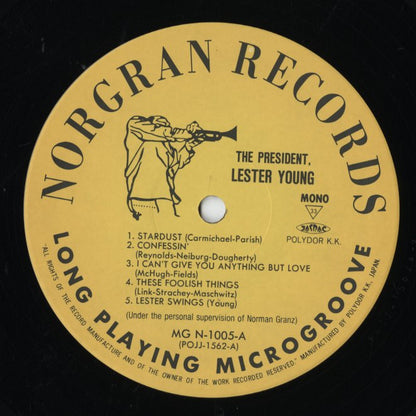 NORGRAN RECORDS
THE PRESIDENT,
LESTER YOUNG
MONO
33
JASRAC
POLYDOR K.K.
1. STARDUST (Carmichael-Parish)
2. CONFESSIN'
(Reynolds-Neiburg-Daugherty)
3. I CAN'T GIVE YOU ANYTHING BUT LOVE
(McHugh-Fields)
4. THESE FOOLISH THINGS
(Link-Strachey-Maschwitz)
5. LESTER SWINGS (Young)
(Under the personal supervision of Norman Granz)
MG N-1005-A
(POJJ-1562-A)
LONG PLAYING MICROGROOVE
"ALL RIGHTS OF THE RECORD MANUFACTURE AND OF THE OWNER OF THE WORK RECORDED RESERVED." MANUFACTURED BY POLYDOR K.K. JAPAN.